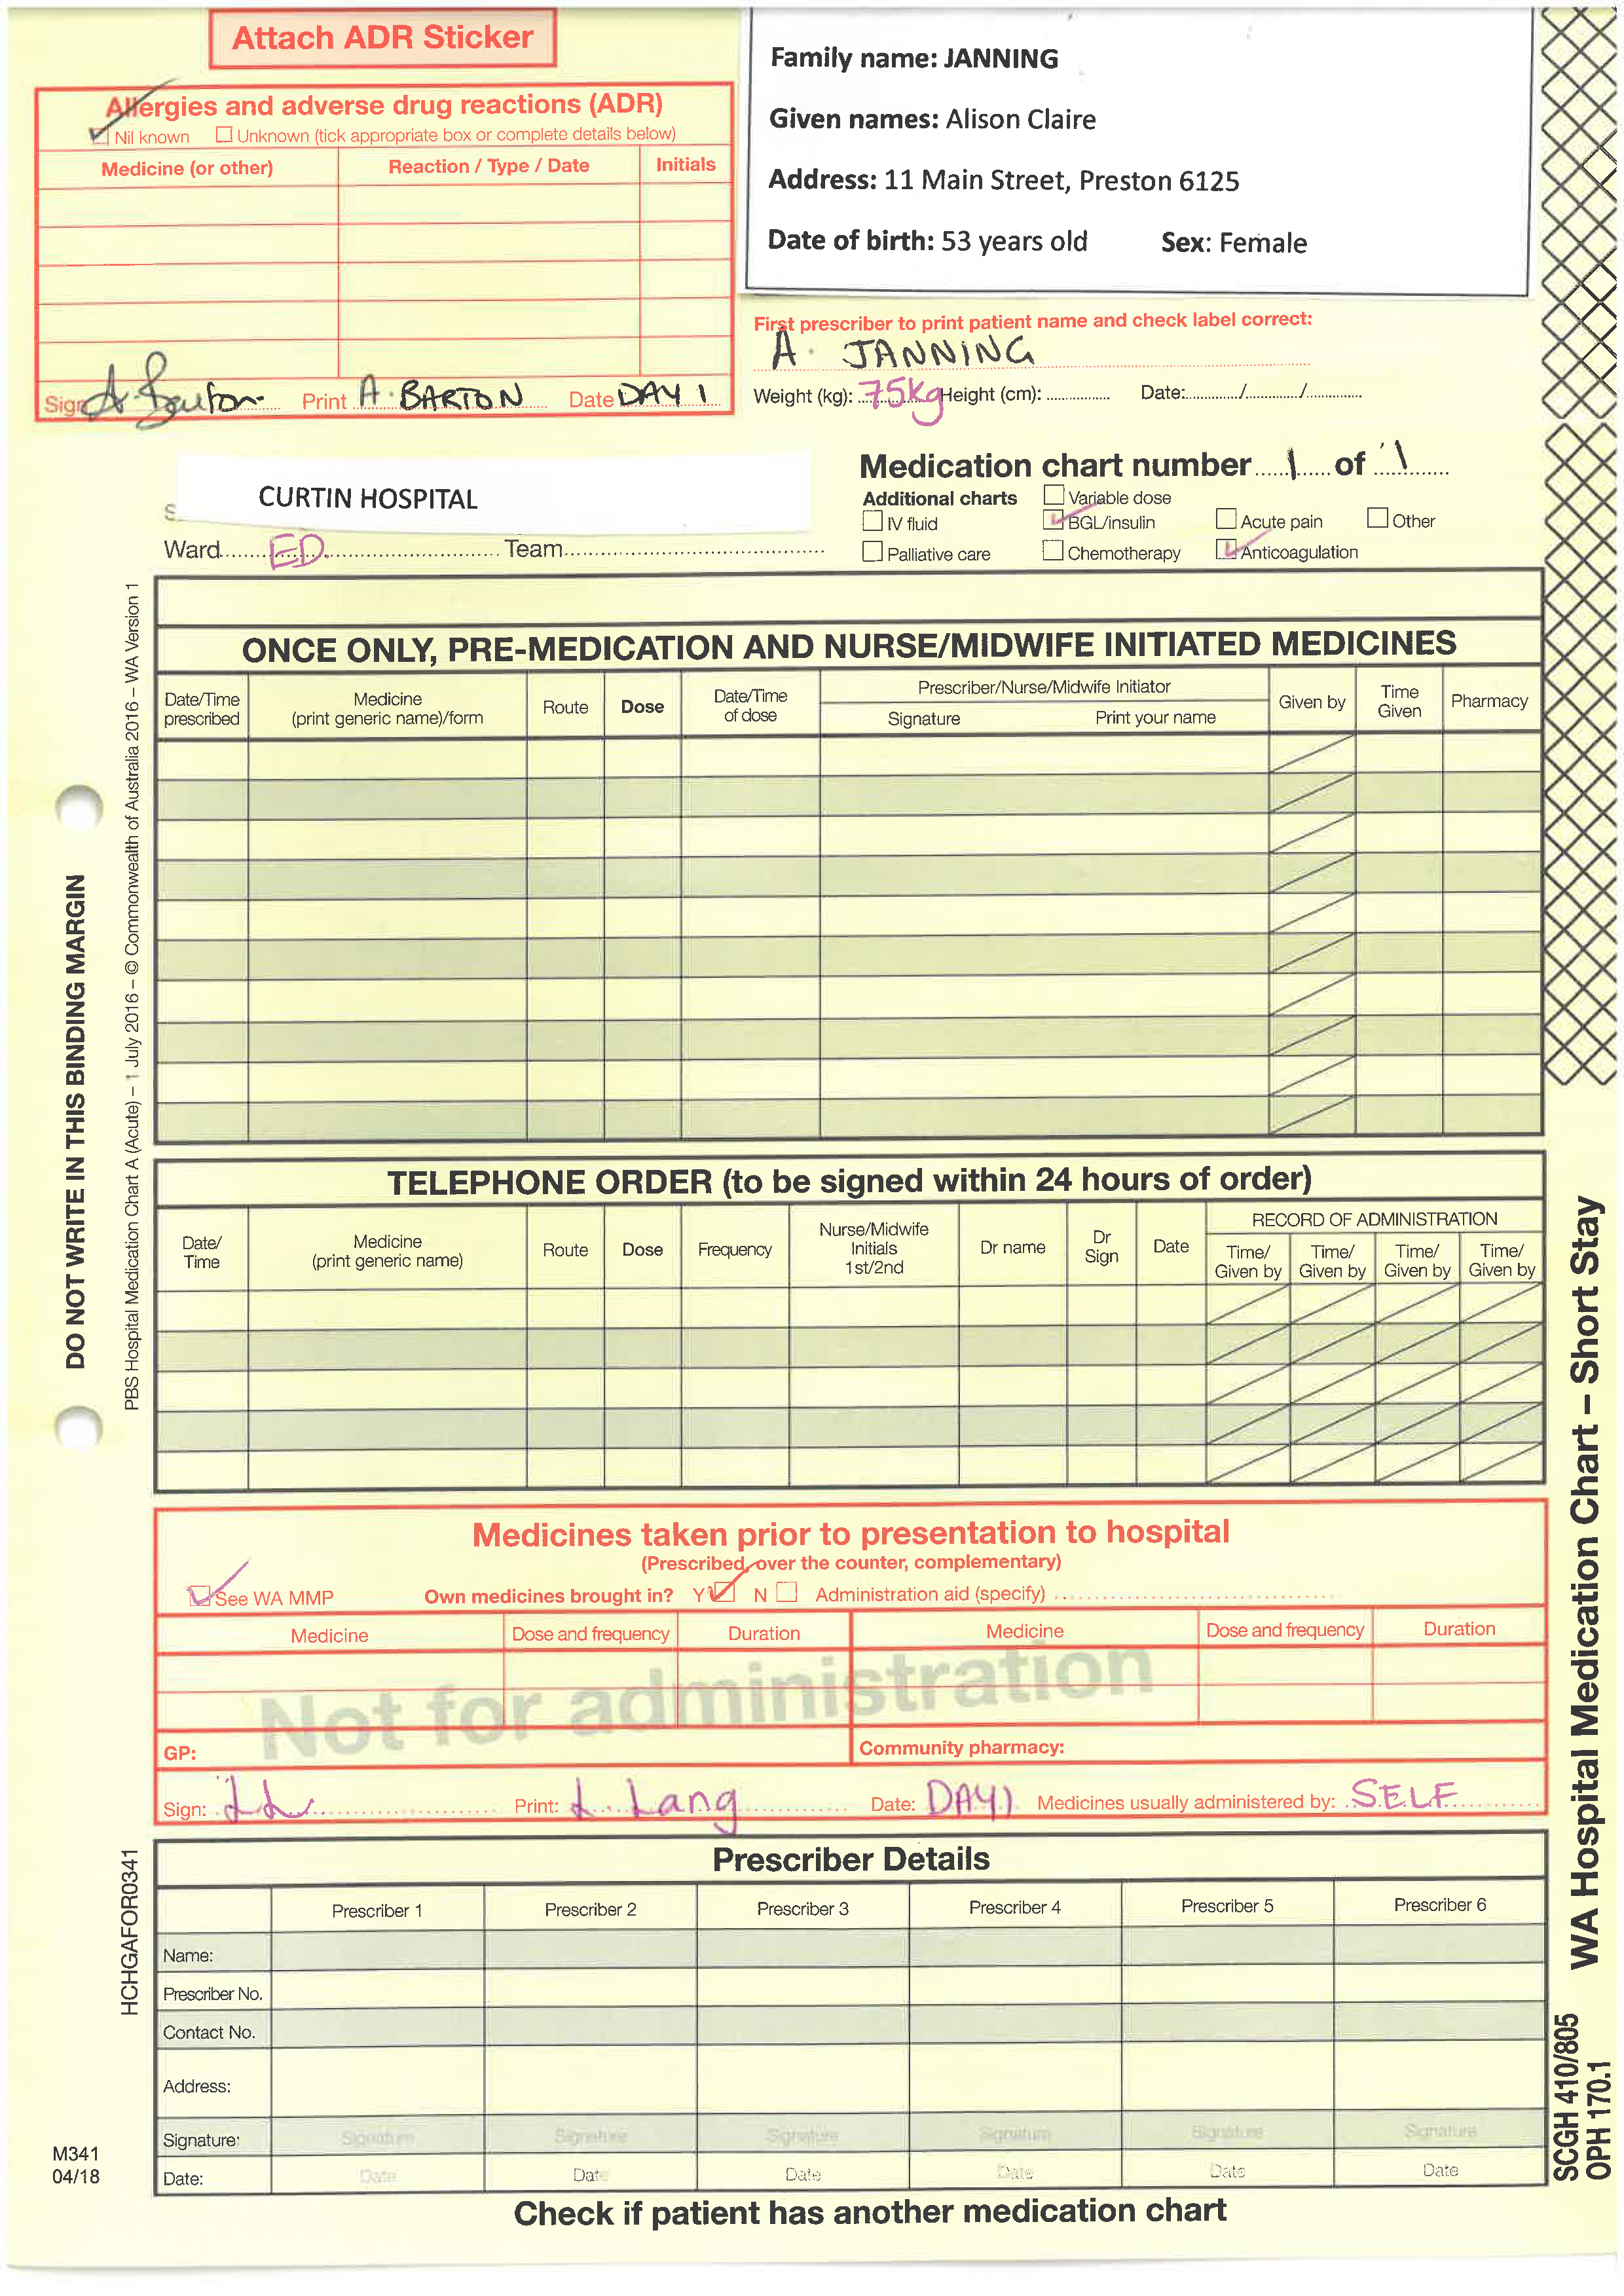 Attach ADR Sticker
Allergies and adverse drug reactions (ADR)
Nil known Unknown (tick appropriate box or complete details below)
Medicine (or other) Reaction / Type / Date Initials
Sign A. Barton Print A. BARTON Date DAY 1
Family name: JANNING
Given names: Alison Claire
Address: 11 Main Street, Preston 6125
Date of birth: 53 years old Sex: Female
First prescriber to print patient name and check label correct:
A. JANNING
Weight (kg): 75kg Height (cm): Date: / /
CURTIN HOSPITAL
Ward ED Team
Medication chart number 1 of 1
Additional charts Variable dose
IV fluid BGL/insulin Acute pain Other
Palliative care Chemotherapy Anticoagulation
ONCE ONLY, PRE-MEDICATION AND NURSE/MIDWIFE INITIATED MEDICINES
Date/Time prescribed Medicine (print generic name)/form Route Dose Date/Time of dose Prescriber/Nurse/Midwife Initiator Signature Print your name Given by Time Given Pharmacy
TELEPHONE ORDER (to be signed within 24 hours of order)
Date/ Time Medicine (print generic name) Route Dose Frequency Nurse/Midwife Initials 1st/2nd Dr name Dr Sign Date RECORD OF ADMINISTRATION
Time/ Given by Time/ Given by Time/ Given by Time/ Given by
Medicines taken prior to presentation to hospital
(Prescribed, over the counter, complementary)
See WA MMP Own medicines brought in? Y N Administration aid (specify)
Medicine Dose and frequency Duration Medicine Dose and frequency Duration
Not for administration
GP: Community pharmacy:
Sign: LL Print: L. Lang Date: DAY 1 Medicines usually administered by: SELF
Prescriber Details
Prescriber 1 Prescriber 2 Prescriber 3 Prescriber 4 Prescriber 5 Prescriber 6
Name:
Prescriber No.
Contact No.
Address:
Signature: Signature Signature Signature Signature Signature Signature
Date: Date Date Date Date Date Date
Check if patient has another medication chart
DO NOT WRITE IN THIS BINDING MARGIN
PBS Hospital Medication Chart A (Acute) – 1 July 2016 – © Commonwealth of Australia 2016 – WA Version 1
HCHGAFOR0341
M341
04/18
WA Hospital Medication Chart – Short Stay
SCGH 410/805
OPH 170.1